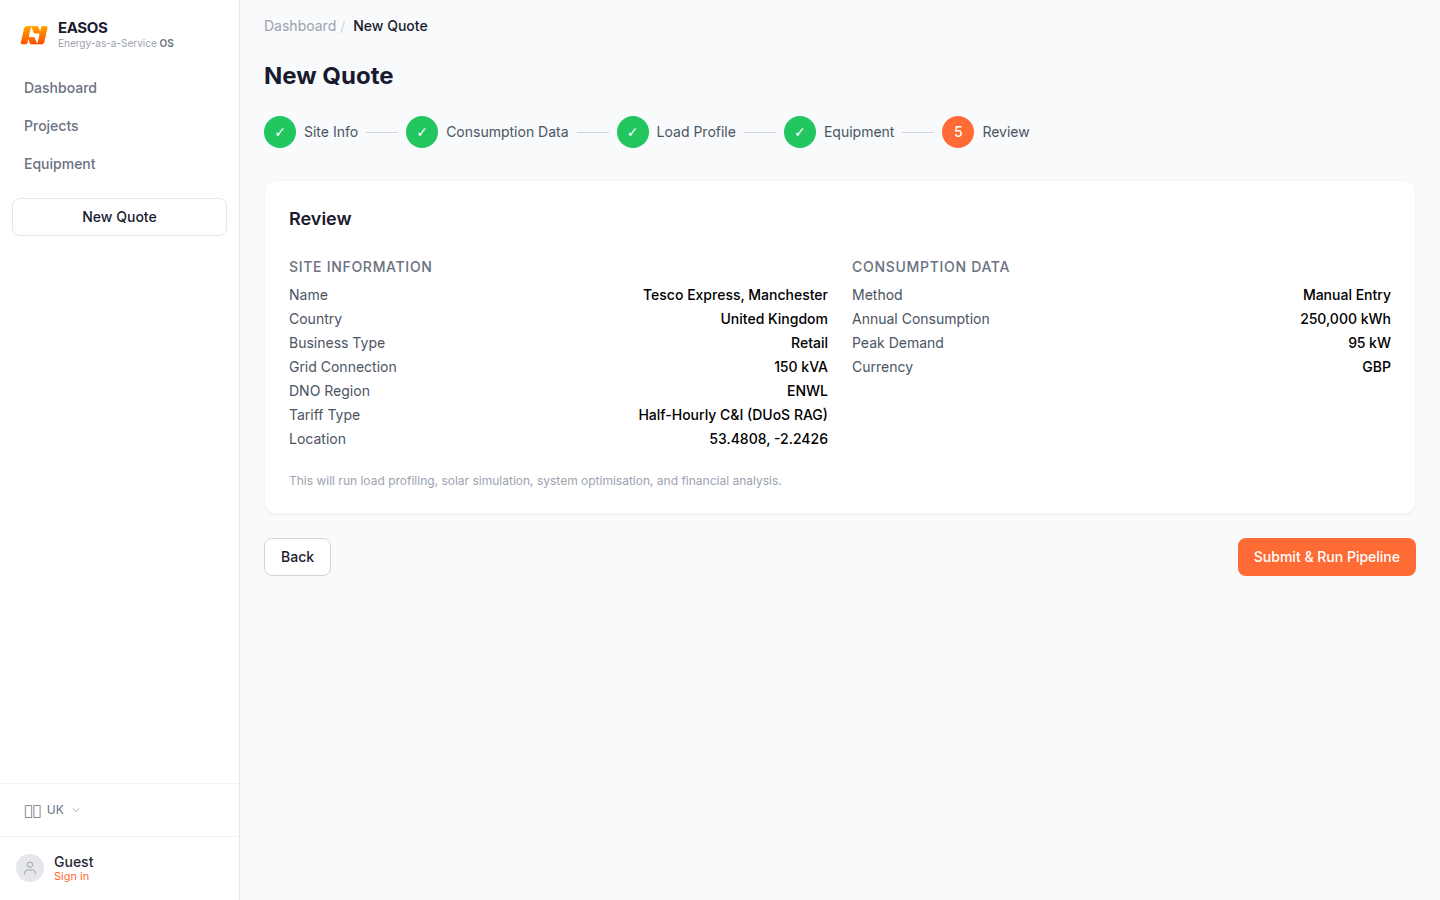 EASOS
Energy-as-a-Service OS
Dashboard
Projects
Equipment
New Quote
UK
Guest
Sign in
Dashboard / New Quote
New Quote
✓ Site Info ✓ Consumption Data ✓ Load Profile ✓ Equipment 5 Review
Review
SITE INFORMATION
Name Tesco Express, Manchester
Country United Kingdom
Business Type Retail
Grid Connection 150 kVA
DNO Region ENWL
Tariff Type Half-Hourly C&I (DUoS RAG)
Location 53.4808, -2.2426
CONSUMPTION DATA
Method Manual Entry
Annual Consumption 250,000 kWh
Peak Demand 95 kW
Currency GBP
This will run load profiling, solar simulation, system optimisation, and financial analysis.
Back
Submit & Run Pipeline